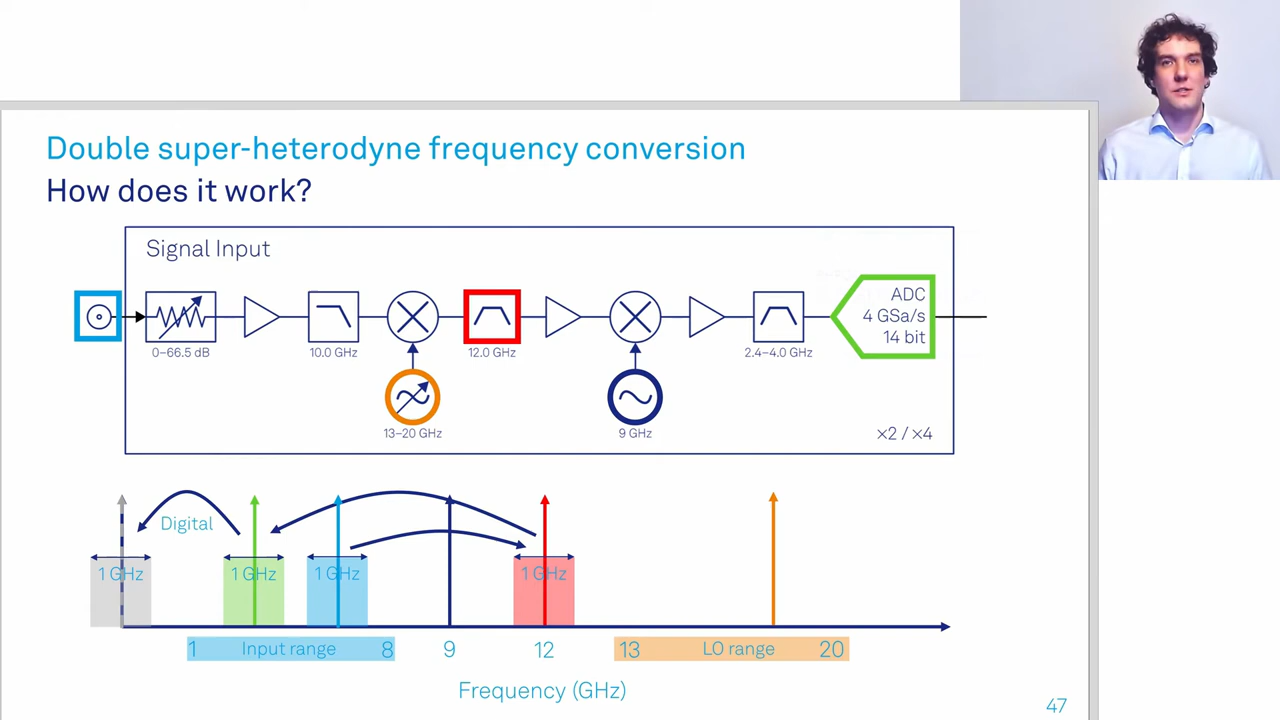 Double super-heterodyne frequency conversion
How does it work?
Signal Input
ADC
4 GSa/s
14 bit
0–66.5 dB
10.0 GHz
12.0 GHz
2.4–4.0 GHz
13–20 GHz
9 GHz
×2 / ×4
Digital
1 GHz
1 GHz
1 GHz
1 GHz
1 Input range 8 9 12 13 LO range 20
Frequency (GHz)
47